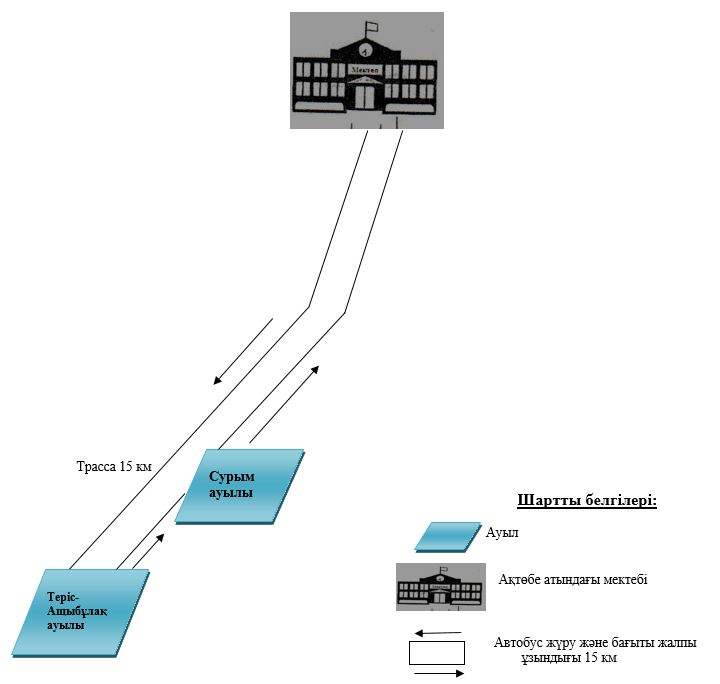 Мектеп
Трасса 15 км
Сурым
ауылы
Теріс-
Ащыбұлақ
ауылы
Шартты белгілері:
Ауыл
Ақтөбе атындағы мектебі
Автобус жүру және бағыты жалпы
ұзындығы 15 км